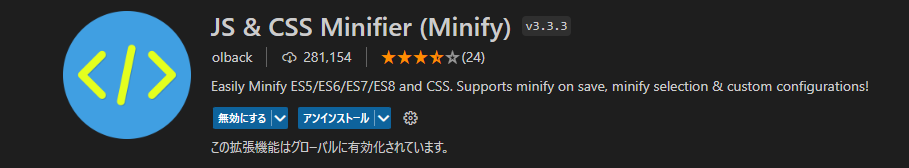 JS & CSS Minifier (Minify) v3.3.3
olback 281,154 (24)
Easily Minify ES5/ES6/ES7/ES8 and CSS. Supports minify on save, minify selection & custom configurations!
無効にする アンインストール
この拡張機能はグローバルに有効化されています。